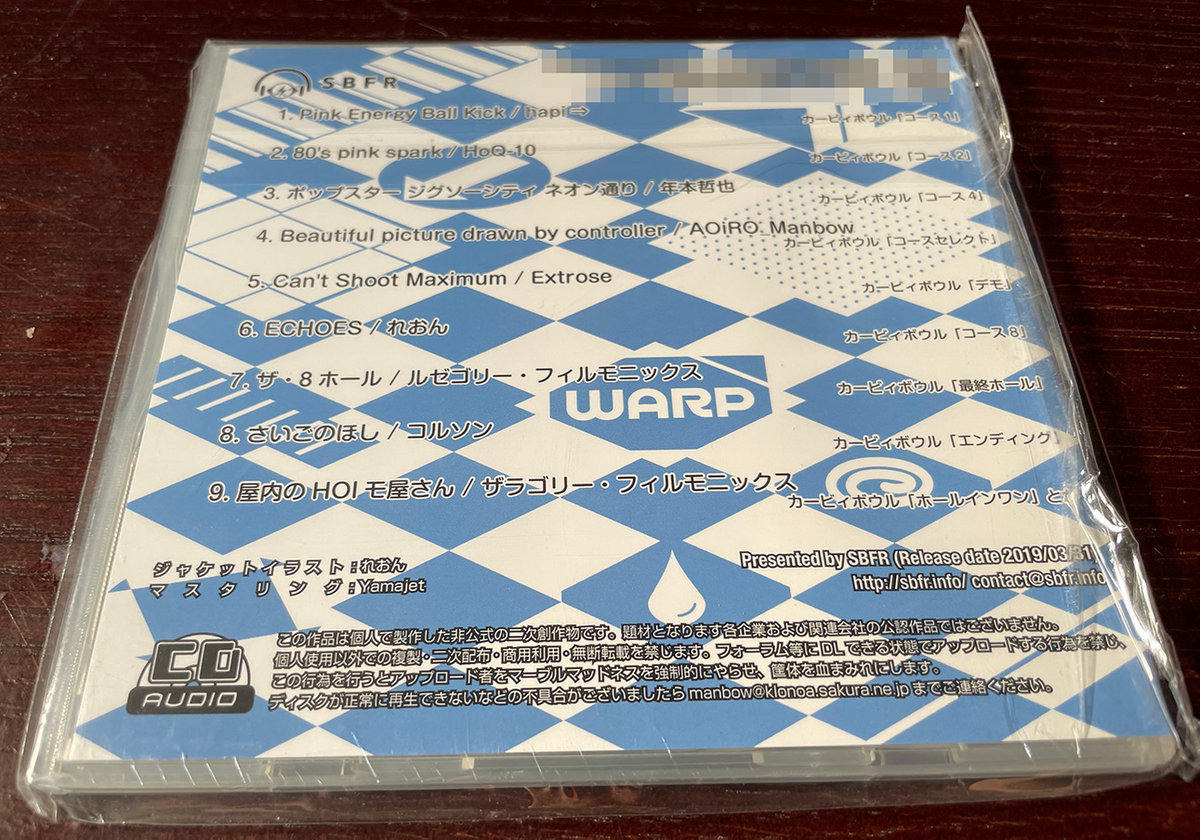 SBFR
1. Pink Energy Ball Kick / hapi⇒
カービィボウル「コース1」
2. 80's pink spark / HoQ-10
カービィボウル「コース2」
3. ポップスター ジグソーシティ ネオン通り / 年本哲也
カービィボウル「コース4」
4. Beautiful picture drawn by controller / AOiRO_Manbow
カービィボウル「コースセレクト」
5. Can't Shoot Maximum / Extrose
カービィボウル「デモ」
6. ECHOES / れおん
カービィボウル「コース8」
7. ザ・8ホール / ルゼゴリー・フィルモニックス
カービィボウル「最終ホール」
WARP
8. さいごのほし / コルソン
カービィボウル「エンディング」
9. 屋内のHOIモ屋さん / ザラゴリー・フィルモニックス
カービィボウル「ホールインワン」とか
ジャケットイラスト:れおん
マスタリング:Yamajet
Presented by SBFR (Release date 2019/03/31)
http://sbfr.info/ contact@sbfr.info
CD
AUDIO
この作品は個人で製作した非公式の二次創作物です。題材となります各企業および関連会社の公認作品ではございません。
個人使用以外での複製・二次配布・商用利用・無断転載を禁じます。フォーラム等にDLできる状態でアップロードする行為を禁じ、
この行為を行うとアップロード者をマーブルマッドネスを強制的にやらせ、筐体を血まみれにします。
ディスクが正常に再生できないなどの不具合がございましたらmanbow@klonoa.sakura.ne.jpまでご連絡ください。